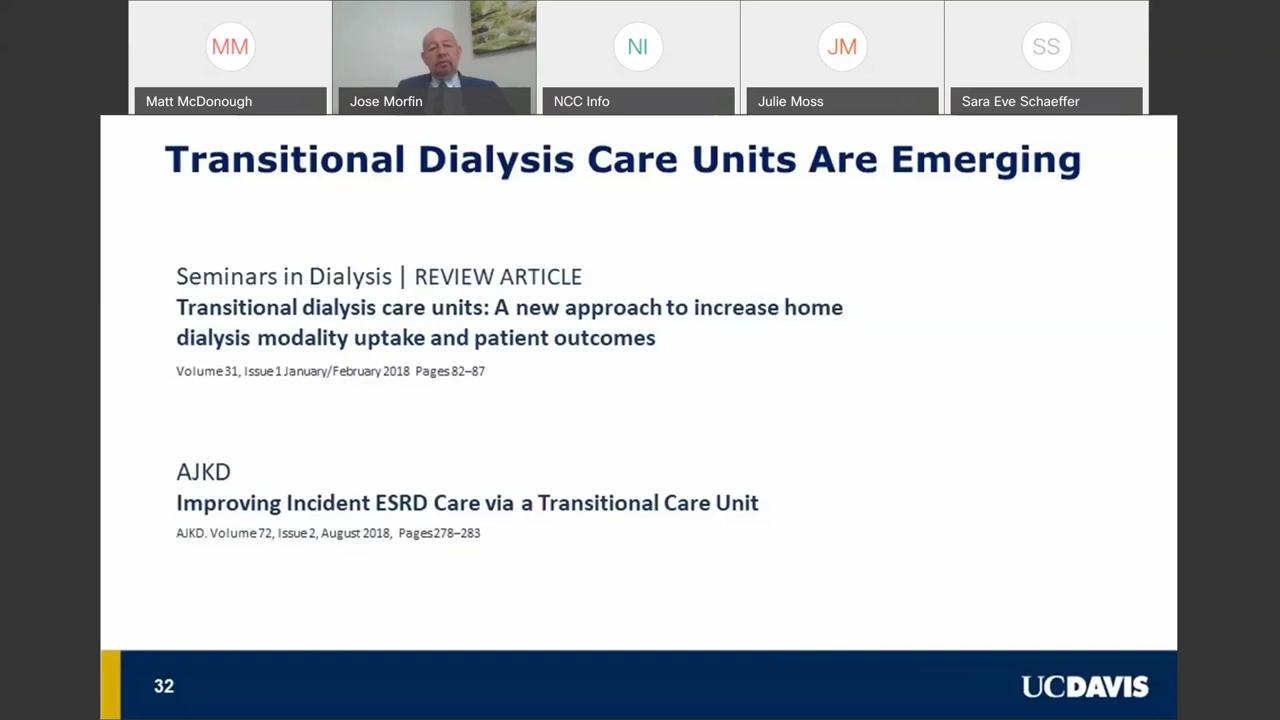 MM
NI
JM
SS
Matt McDonough
Jose Morfin
NCC Info
Julie Moss
Sara Eve Schaeffer
Transitional Dialysis Care Units Are Emerging
Seminars in Dialysis | REVIEW ARTICLE
Transitional dialysis care units: A new approach to increase home
dialysis modality uptake and patient outcomes
Volume 31, Issue 1 January/February 2018 Pages 82–87
AJKD
Improving Incident ESRD Care via a Transitional Care Unit
AJKD. Volume 72, Issue 2, August 2018, Pages 278–283
32
UCDAVIS